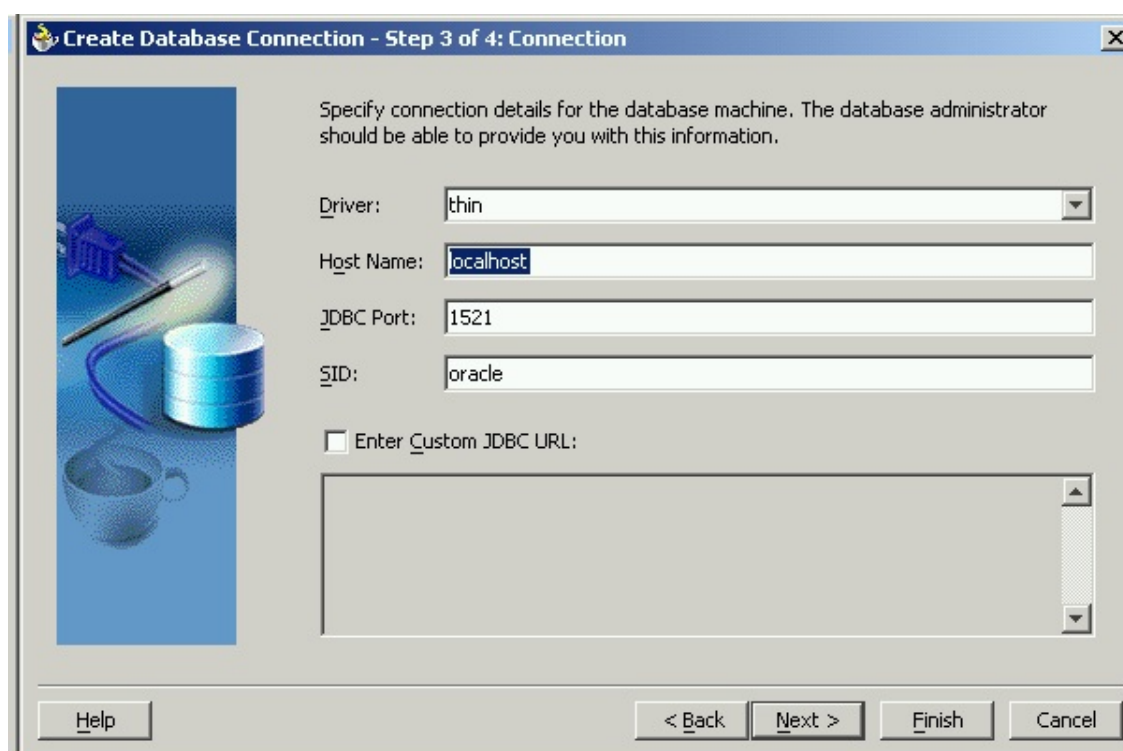 Create Database Connection - Step 3 of 4: Connection
Specify connection details for the database machine. The database administrator
should be able to provide you with this information.
Driver: thin
Host Name: localhost
JDBC Port: 1521
SID: oracle
Enter Custom JDBC URL:
Help < Back Next > Finish Cancel